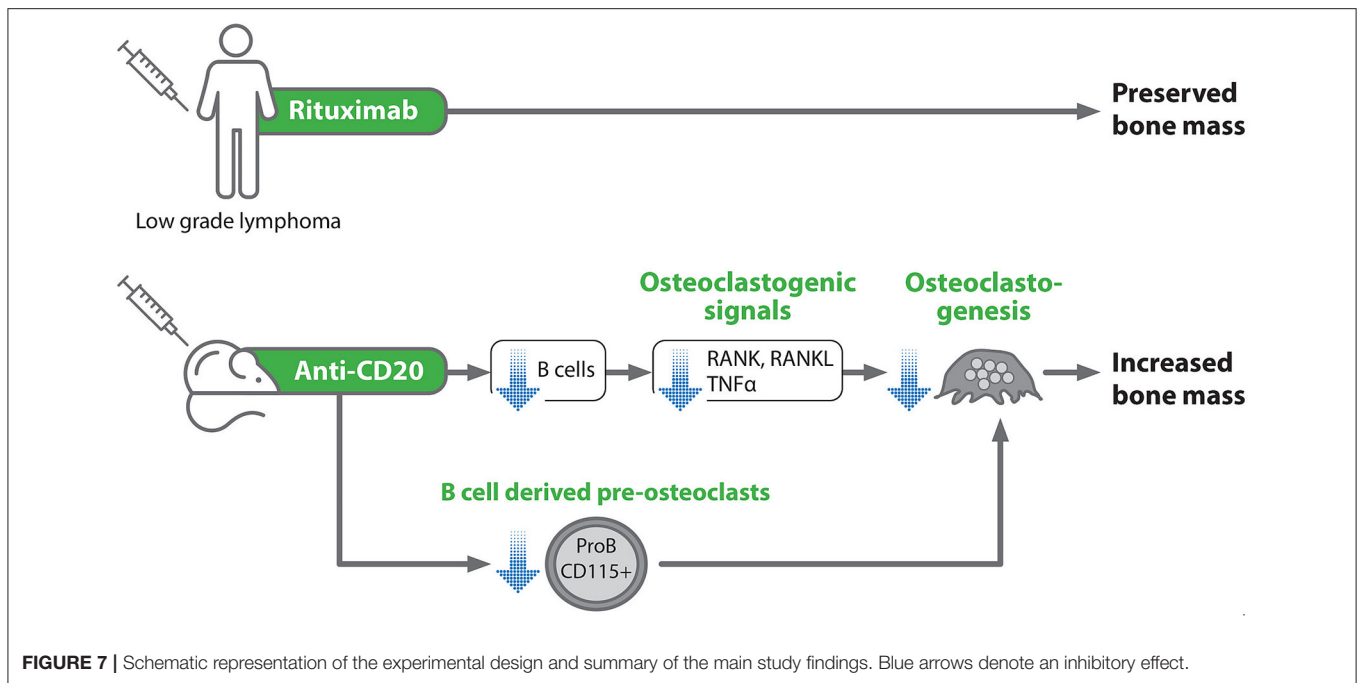 Rituximab
Preserved
bone mass
Low grade lymphoma
Osteoclastogenic
signals
Osteoclasto-
genesis
Anti-CD20
B cells
RANK, RANKL
TNFα
Increased
bone mass
B cell derived pre-osteoclasts
ProB
CD115+
FIGURE 7 | Schematic representation of the experimental design and summary of the main study findings. Blue arrows denote an inhibitory effect.